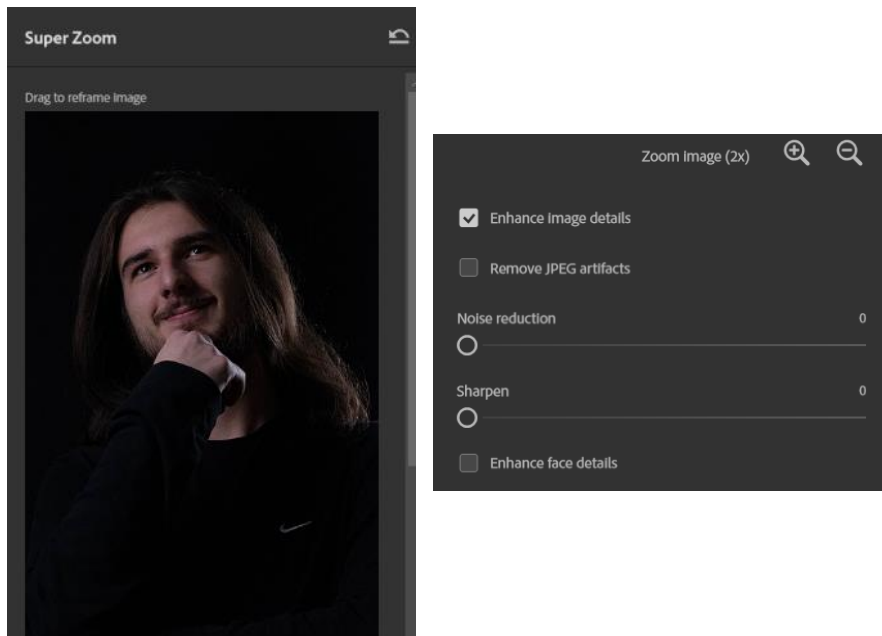 Super Zoom
Drag to reframe image
Zoom image (2x)
Enhance image details
Remove JPEG artifacts
Noise reduction 0
Sharpen 0
Enhance face details